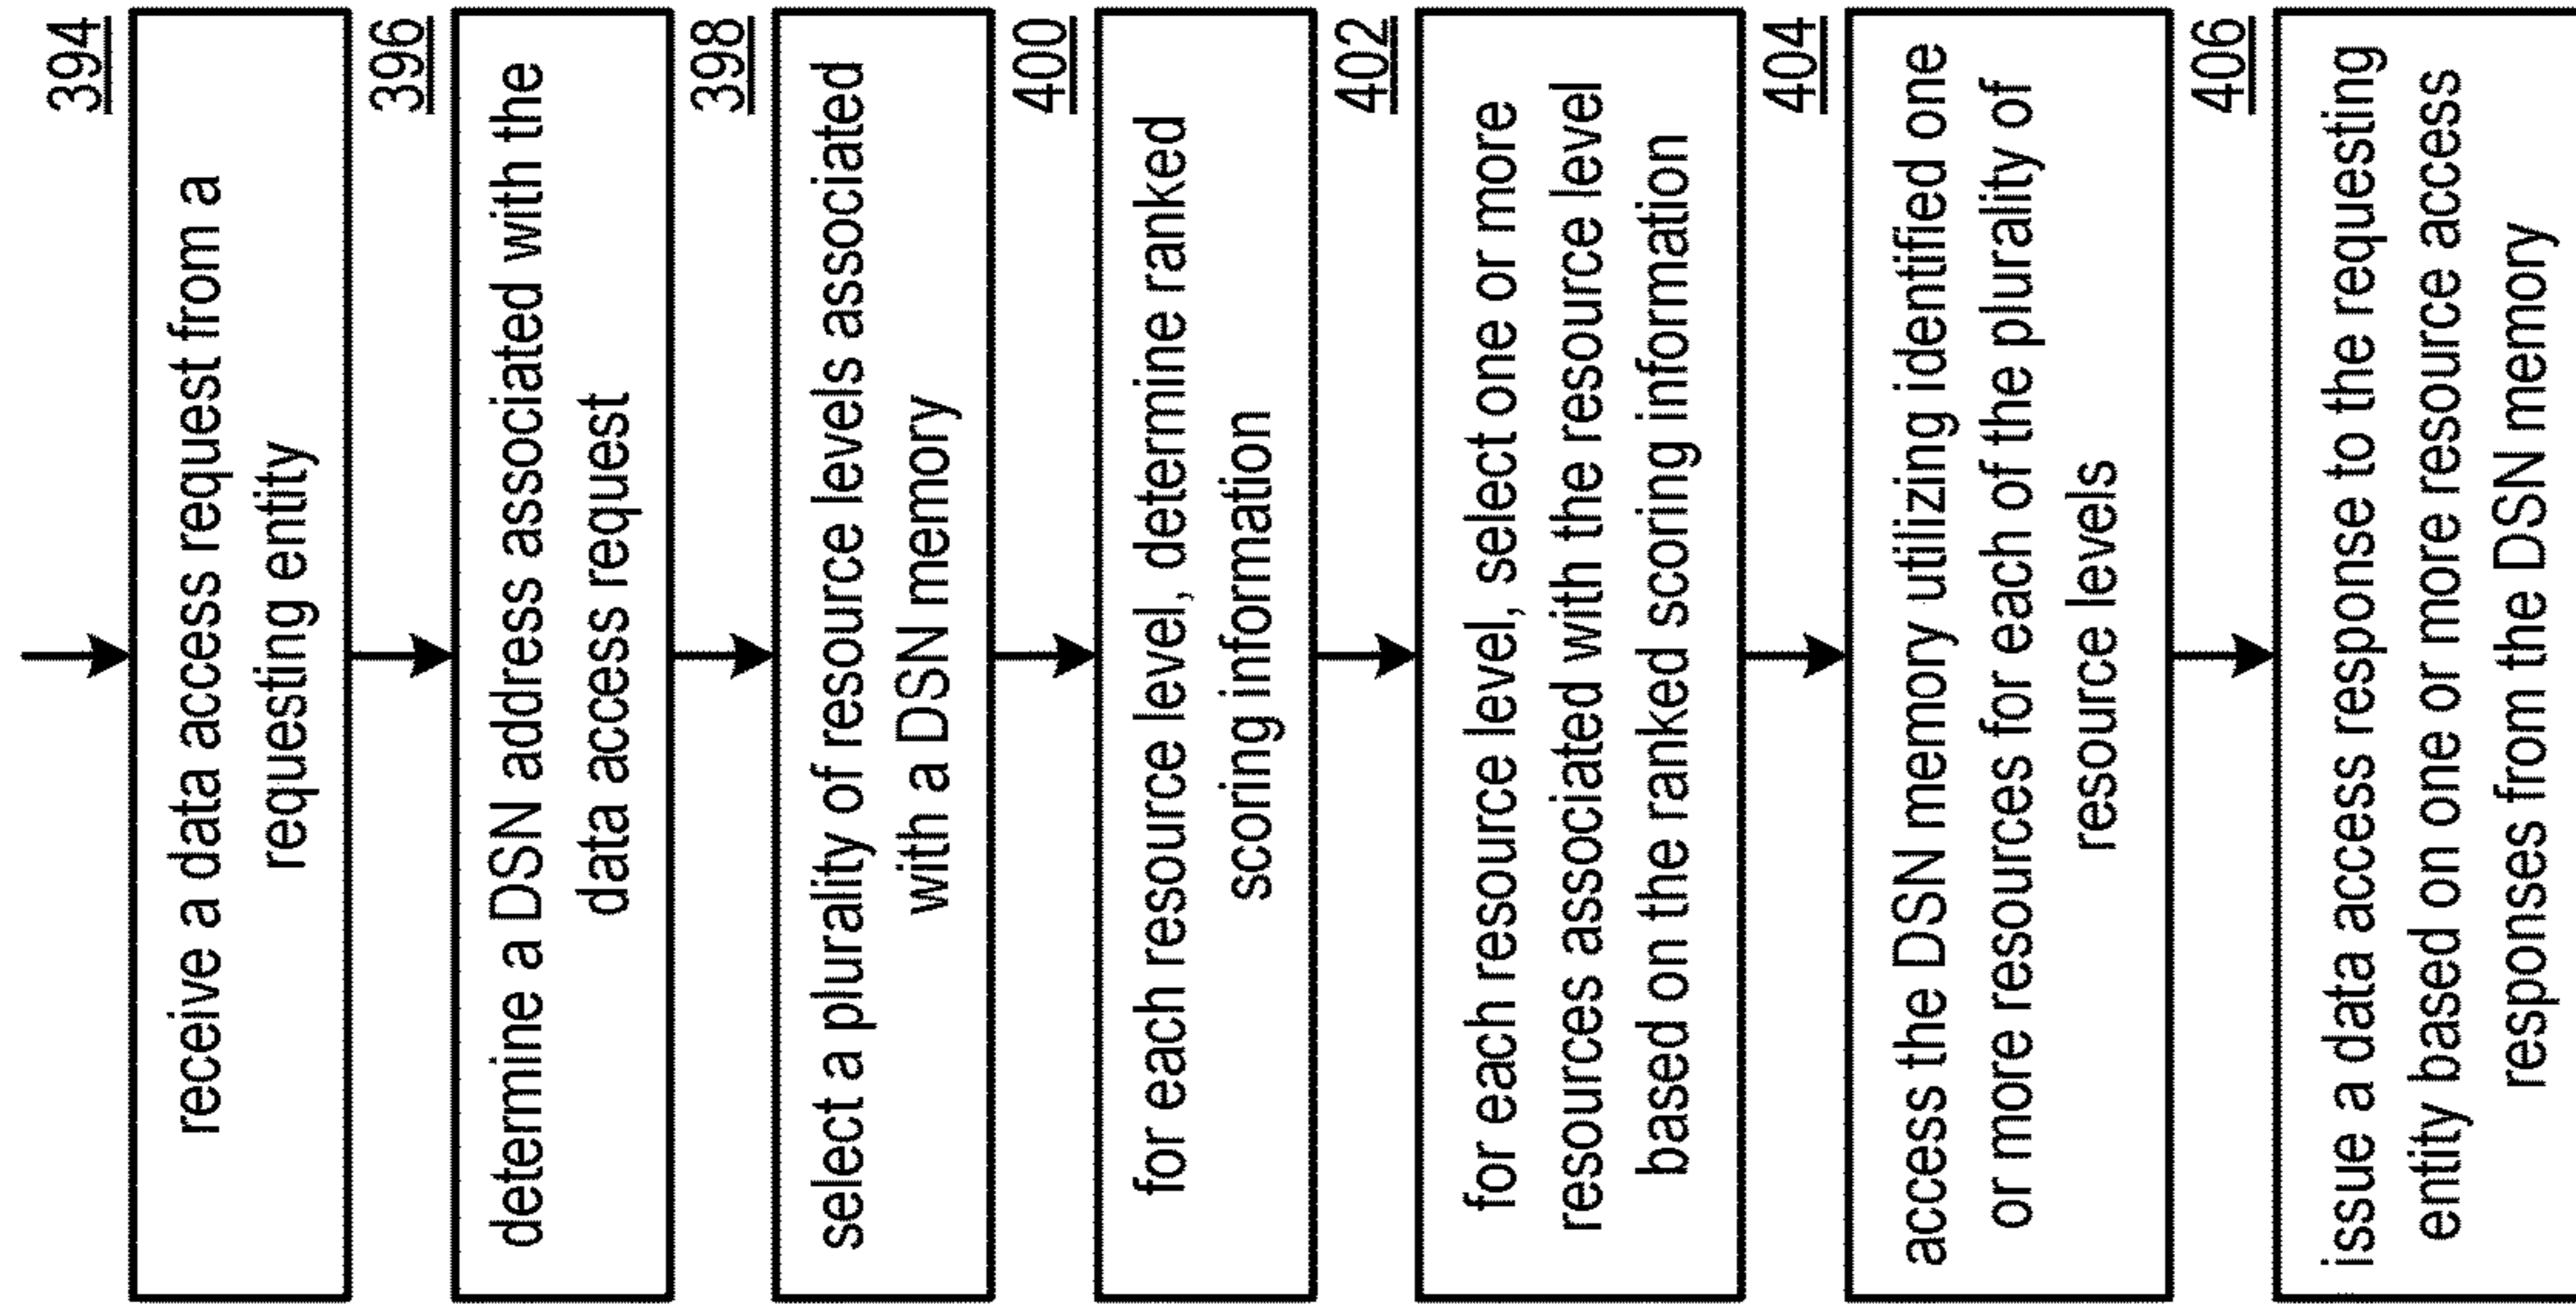 394
receive a data access request from a
requesting entity
396
determine a DSN address associated with the
data access request
398
select a plurality of resource levels associated
with a DSN memory
400
for each resource level, determine ranked
scoring information
402
for each resource level, select one or more
resources associated with the resource level
based on the ranked scoring information
404
access the DSN memory utilizing identified one
or more resources for each of the plurality of
resource levels
406
issue a data access response to the requesting
entity based on one or more resource access
responses from the DSN memory